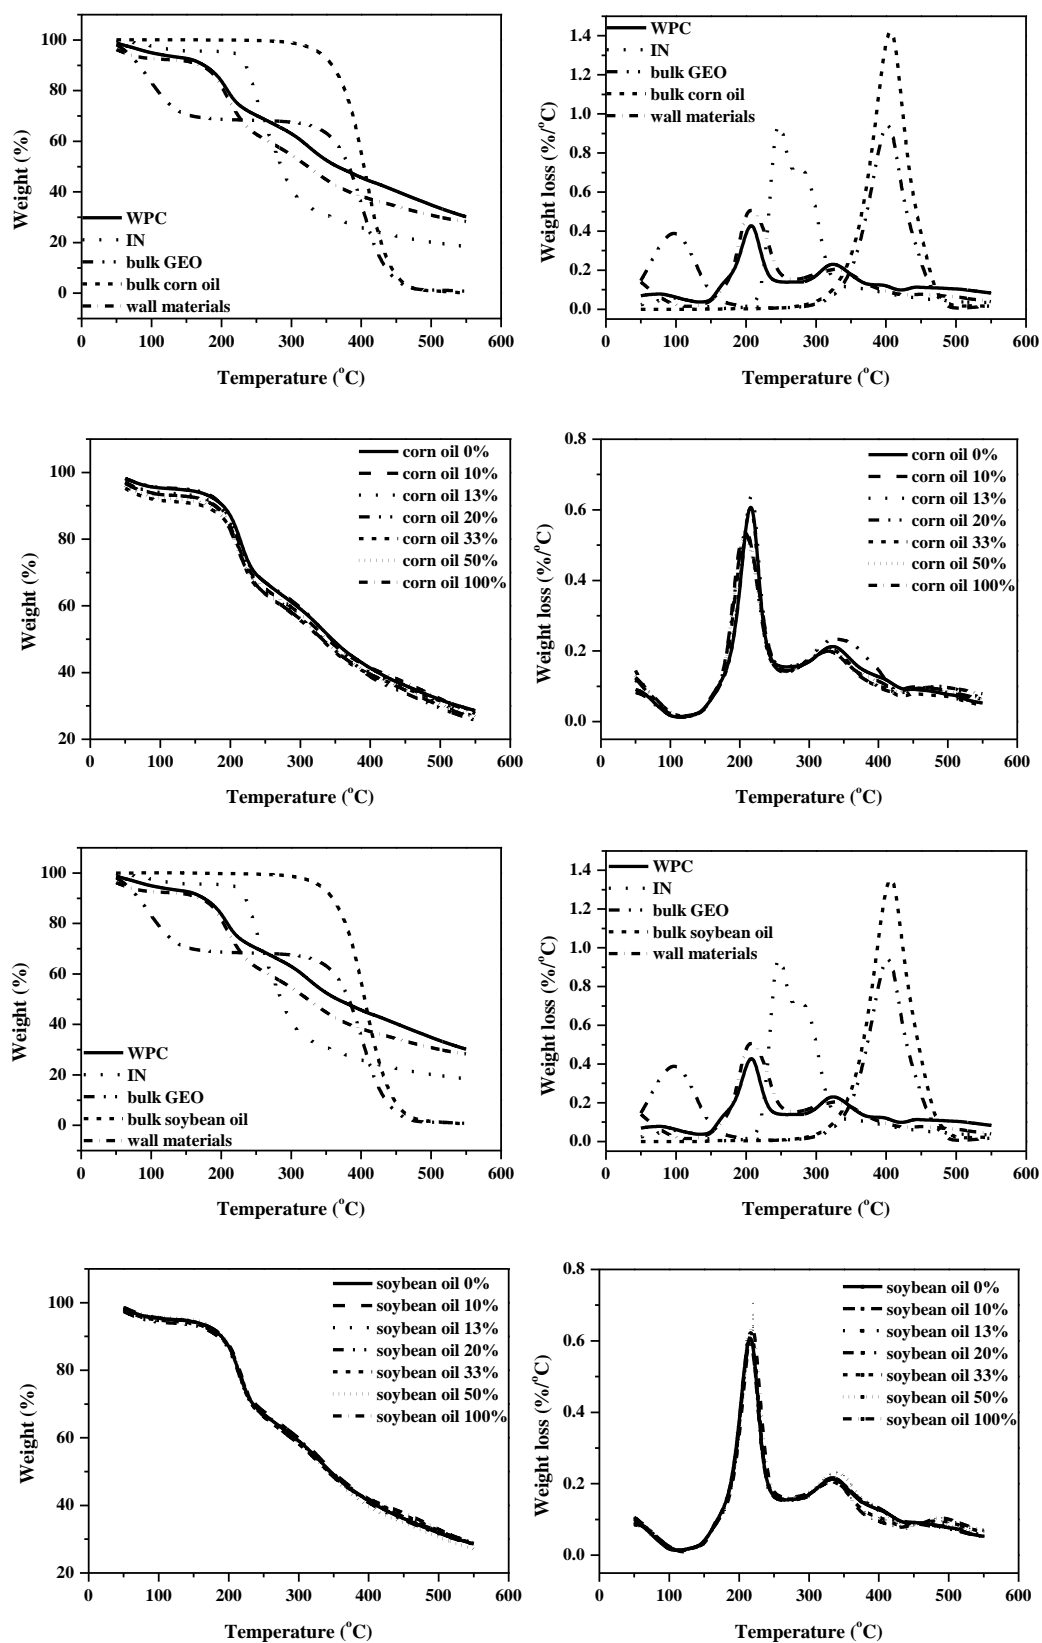 100
80
60
40
20
0
Weight (%)
WPC
IN
bulk GEO
bulk corn oil
wall materials
0 100 200 300 400 500 600
Temperature (°C)
1.4
1.2
1.0
0.8
0.6
0.4
0.2
0.0
Weight loss (%/°C)
WPC
IN
bulk GEO
bulk corn oil
wall materials
0 100 200 300 400 500 600
Temperature (°C)
100
80
60
40
20
Weight (%)
corn oil 0%
corn oil 10%
corn oil 13%
corn oil 20%
corn oil 33%
corn oil 50%
corn oil 100%
0 100 200 300 400 500 600
Temperature (°C)
0.8
0.6
0.4
0.2
0.0
Weight loss (%/°C)
corn oil 0%
corn oil 10%
corn oil 13%
corn oil 20%
corn oil 33%
corn oil 50%
corn oil 100%
0 100 200 300 400 500 600
Temperature (°C)
100
80
60
40
20
0
Weight (%)
WPC
IN
bulk GEO
bulk soybean oil
wall materials
0 100 200 300 400 500 600
Temperature (°C)
1.4
1.2
1.0
0.8
0.6
0.4
0.2
0.0
Weight loss (%/°C)
WPC
IN
bulk GEO
bulk soybean oil
wall materials
0 100 200 300 400 500 600
Temperature (°C)
100
80
60
40
20
Weight (%)
soybean oil 0%
soybean oil 10%
soybean oil 13%
soybean oil 20%
soybean oil 33%
soybean oil 50%
soybean oil 100%
0 100 200 300 400 500 600
Temperature (°C)
0.8
0.6
0.4
0.2
0.0
Weight loss (%/°C)
soybean oil 0%
soybean oil 10%
soybean oil 13%
soybean oil 20%
soybean oil 33%
soybean oil 50%
soybean oil 100%
0 100 200 300 400 500 600
Temperature (°C)